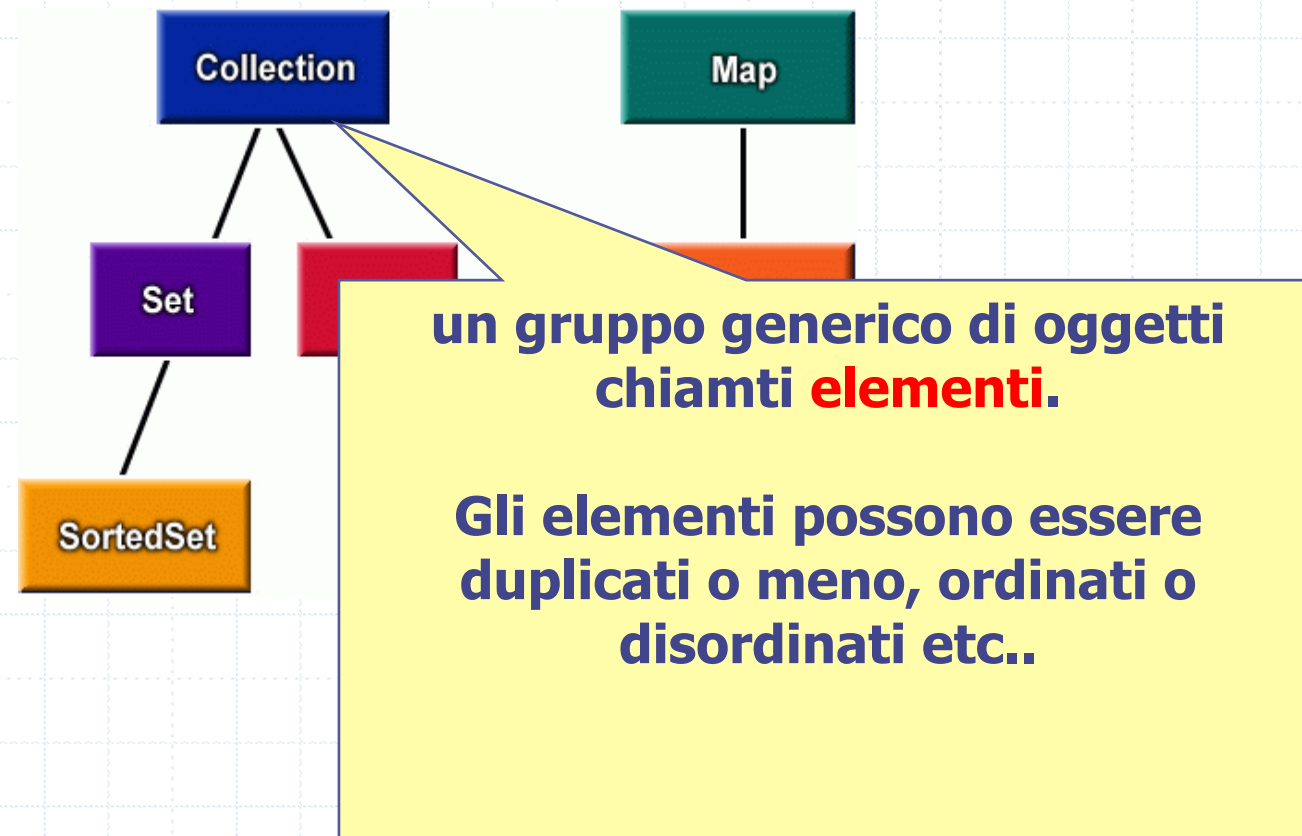 Collection
Map
Set
un gruppo generico di oggetti
chiamti elementi.
Gli elementi possono essere
duplicati o meno, ordinati o
disordinati etc..
SortedSet